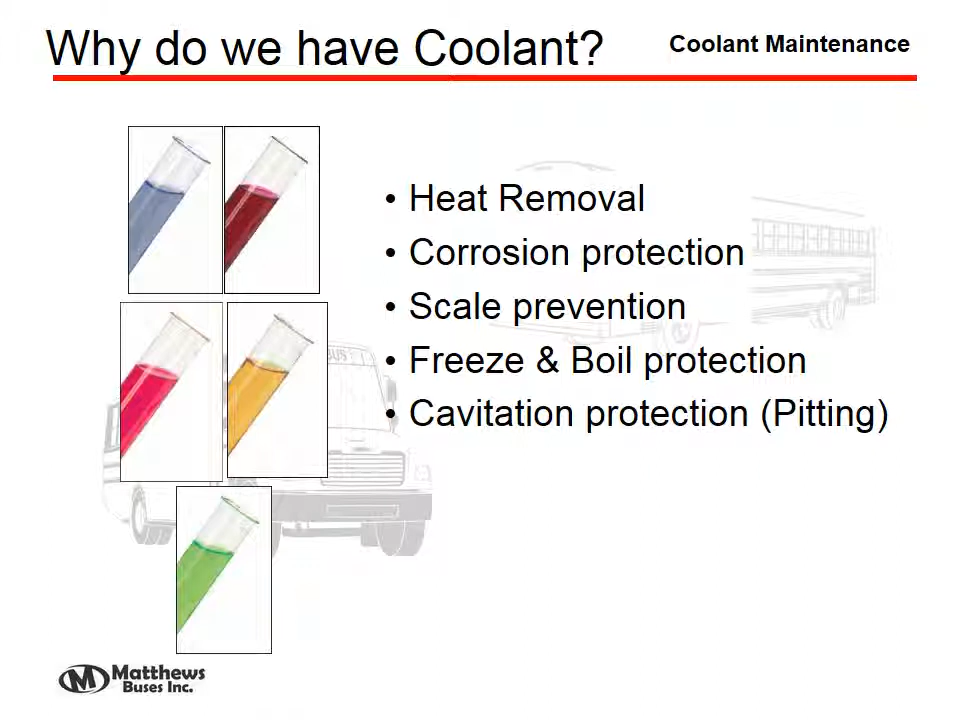 Why do we have Coolant?
Coolant Maintenance
• Heat Removal
• Corrosion protection
• Scale prevention
• Freeze & Boil protection
• Cavitation protection (Pitting)
BUS
M Matthews
Buses Inc.